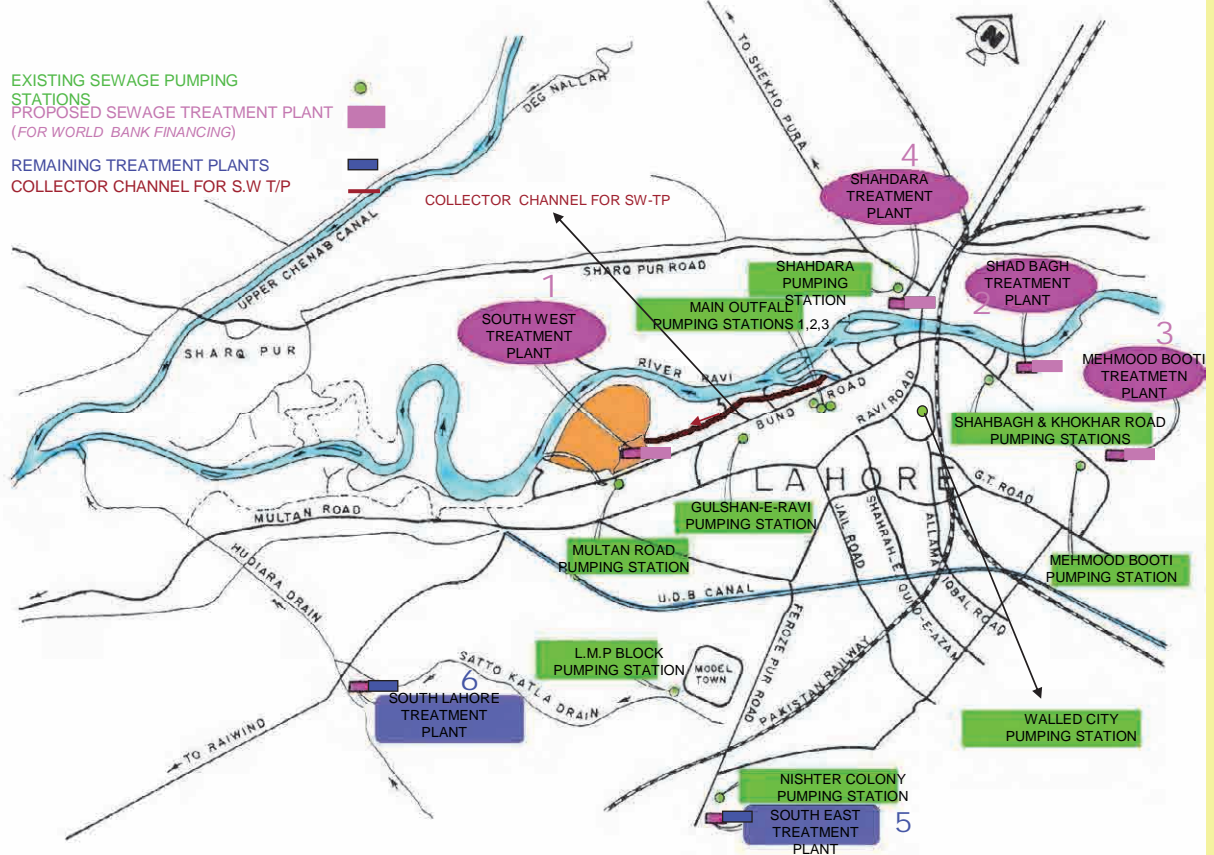 EXISTING SEWAGE PUMPING
STATIONS
PROPOSED SEWAGE TREATMENT PLANT
(FOR WORLD BANK FINANCING)
REMAINING TREATMENT PLANTS
COLLECTOR CHANNEL FOR S.W T/P
DEG NALLAH
TO SHEKHO PURA
N
COLLECTOR CHANNEL FOR SW-TP
4
SHAHDARA
TREATMENT
PLANT
UPPER CHENAB CANAL
SHARQ PUR ROAD
SHARQ PUR
1
SOUTH WEST
TREATMENT
PLANT
SHAHDARA
PUMPING
STATION
MAIN OUTFALL
PUMPING STATIONS 1,2,3
2
SHAD BAGH
TREATMENT
PLANT
3
MEHMOOD BOOTI
TREATMETN
PLANT
RIVER RAVI
BUND ROAD
RAVI ROAD
SHAHBAGH & KHOKHAR ROAD
PUMPING STATIONS
LAHORE
G.T. ROAD
GULSHAN-E-RAVI
PUMPING STATION
MULTAN ROAD
MULTAN ROAD
PUMPING STATION
JAIL ROAD
SHAHRAH-E QUID-E-AZAM
ALLAMA IQBAL ROAD
MEHMOOD BOOTI
PUMPING STATION
HUDIARA DRAIN
U.D.B CANAL
FEROZE PUR ROAD
PAKISTAN RAILWAY
L.M.P BLOCK
PUMPING STATION
MODEL
TOWN
SATTO KATLA DRAIN
6
SOUTH LAHORE
TREATMENT
PLANT
TO RAIWIND
WALLED CITY
PUMPING STATION
NISHTER COLONY
PUMPING STATION
SOUTH EAST
TREATMENT
PLANT
5